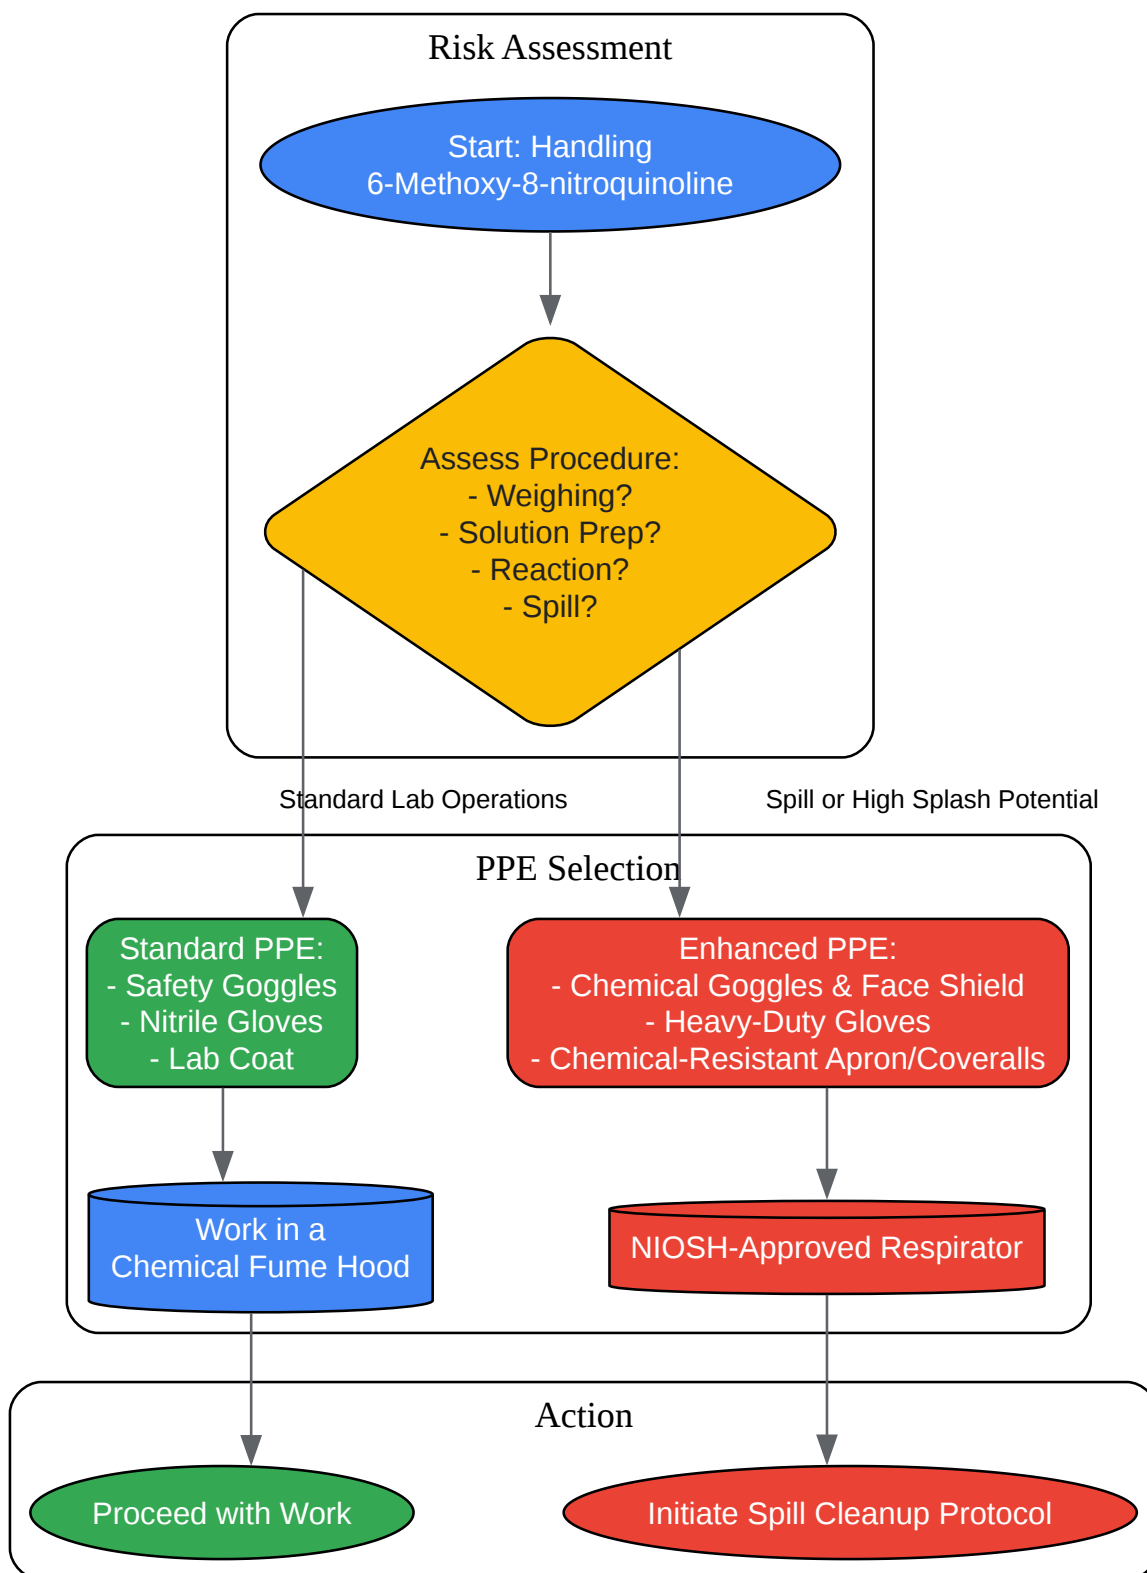 Risk Assessment
Start: Handling
6-Methoxy-8-nitroquinoline
Assess Procedure:
- Weighing?
- Solution Prep?
- Reaction?
- Spill?
Standard Lab Operations
Spill or High Splash Potential
PPE Selection
Standard PPE:
- Safety Goggles
- Nitrile Gloves
- Lab Coat
Enhanced PPE:
- Chemical Goggles & Face Shield
- Heavy-Duty Gloves
- Chemical-Resistant Apron/Coveralls
Work in a
Chemical Fume Hood
NIOSH-Approved Respirator
Action
Proceed with Work
Initiate Spill Cleanup Protocol